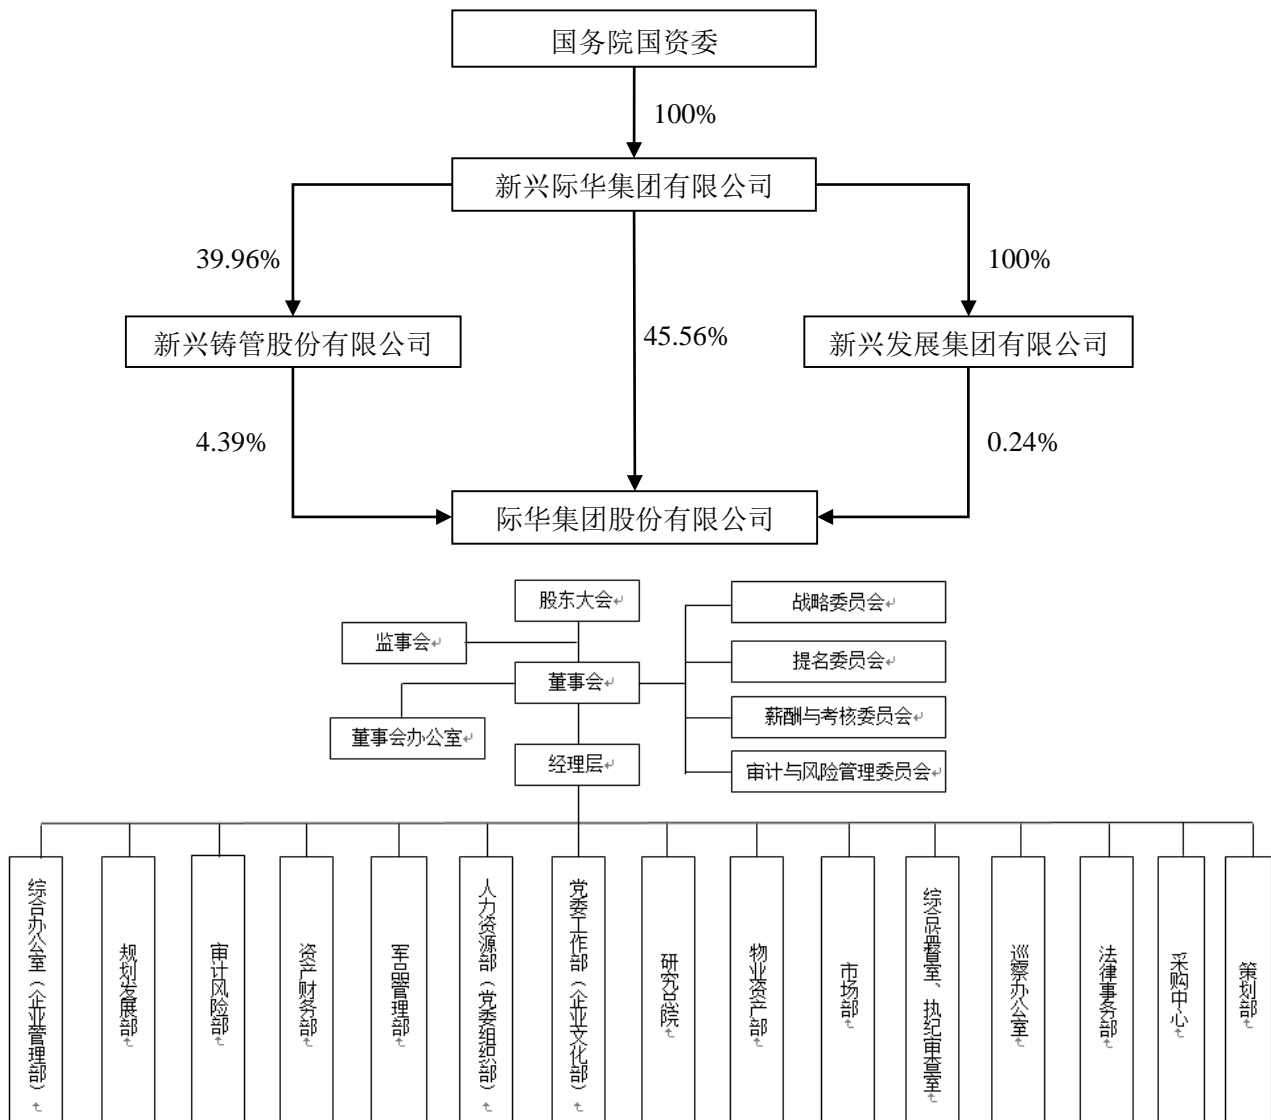 国务院国资委
100%
新兴际华集团有限公司
39.96%
100%
新兴铸管股份有限公司
45.56%
新兴发展集团有限公司
4.39%
0.24%
际华集团股份有限公司
股东大会
战略委员会
监事会
提名委员会
董事会
薪酬与考核委员会
董事会办公室
经理层
审计与风险管理委员会
综合办公室（企业管理部）
规划发展部
审计风险部
资产财务部
军品管理部
人力资源部（党委组织部）
党委工作部（企业文化部）
研究总院
物业资产部
市场部
综合监督室、执纪审查室
巡察办公室
法律事务部
采购中心
策划部